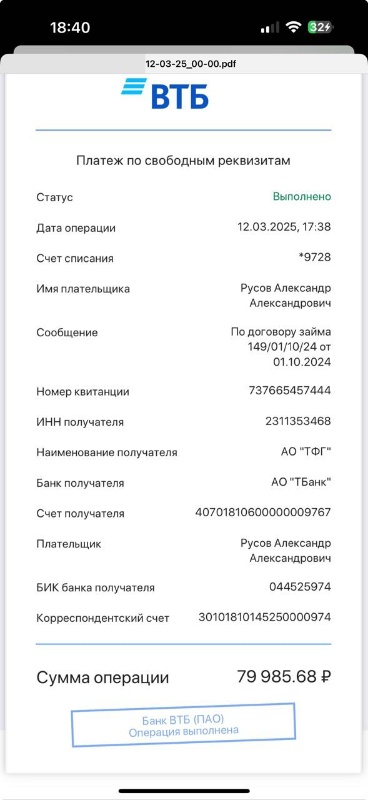 18:40
32
12-03-25_00-00.pdf
ВТБ
Платеж по свободным реквизитам
Статус Выполнено
Дата операции 12.03.2025, 17:38
Счет списания *9728
Имя плательщика Русов Александр
Александрович
Сообщение По договору займа
149/01/10/24 от
01.10.2024
Номер квитанции 737665457444
ИНН получателя 2311353468
Наименование получателя АО "ТФГ"
Банк получателя АО "ТБанк"
Счет получателя 40701810600000009767
Плательщик Русов Александр
Александрович
БИК банка получателя 044525974
Корреспондентский счет 30101810145250000974
Сумма операции 79 985.68 ₽
Банк ВТБ (ПАО)
Операция выполнена